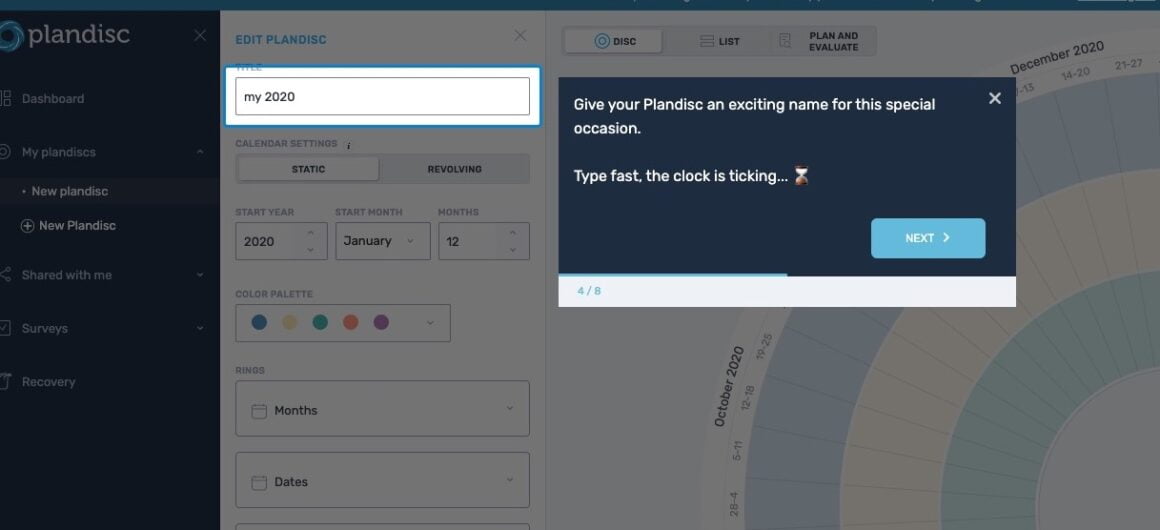 plandisc
EDIT PLANDISC
TITLE
my 2020
Dashboard
My plandiscs
New plandisc
New Plandisc
Shared with me
Surveys
Recovery
CALENDAR SETTINGS i
STATIC REVOLVING
START YEAR START MONTH MONTHS
2020 January 12
COLOR PALETTE
RINGS
Months
Dates
DISC LIST PLAN AND
EVALUATE
Give your Plandisc an exciting name for this special
occasion.
Type fast, the clock is ticking... ⏳
NEXT
4 / 8
December 2020
14-20
21-27
October 2020
19-25
12-18
5-11
28-4